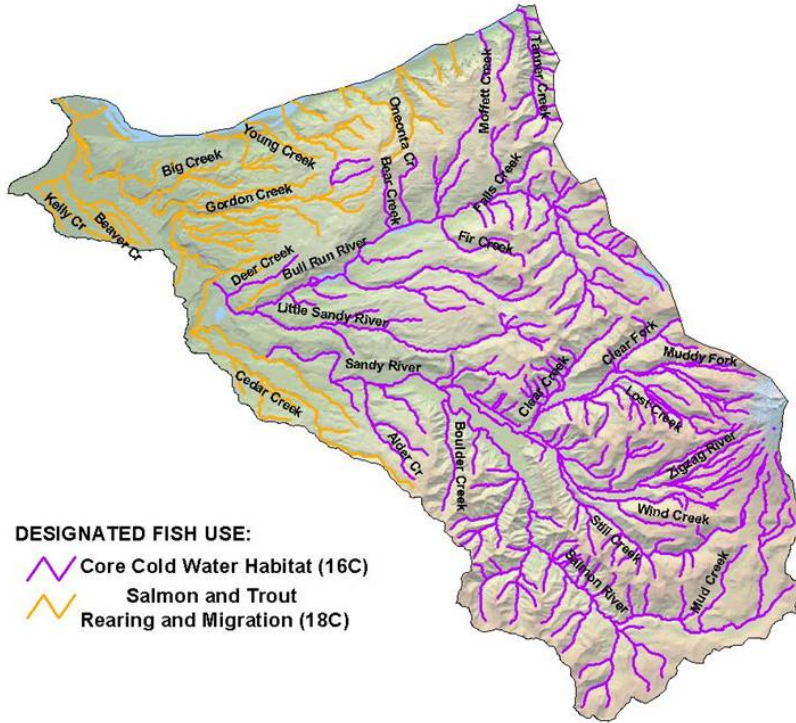 Tanner Creek
Moffett Creek
Oneonta Cr
Young Creek
Big Creek
Bear Creek
Falls Creek
Gordon Creek
Kelly Cr
Beaver Cr
Fir Creek
Deer Creek
Bull Run River
Little Sandy River
Clear Fork
Muddy Fork
Sandy River
Clear Creek
Lost Creek
Cedar Creek
Alder Cr
Boulder Creek
Zigzag River
Wind Creek
Still Creek
Salmon River
Mud Creek
DESIGNATED FISH USE:
Core Cold Water Habitat (16C)
Salmon and Trout
Rearing and Migration (18C)